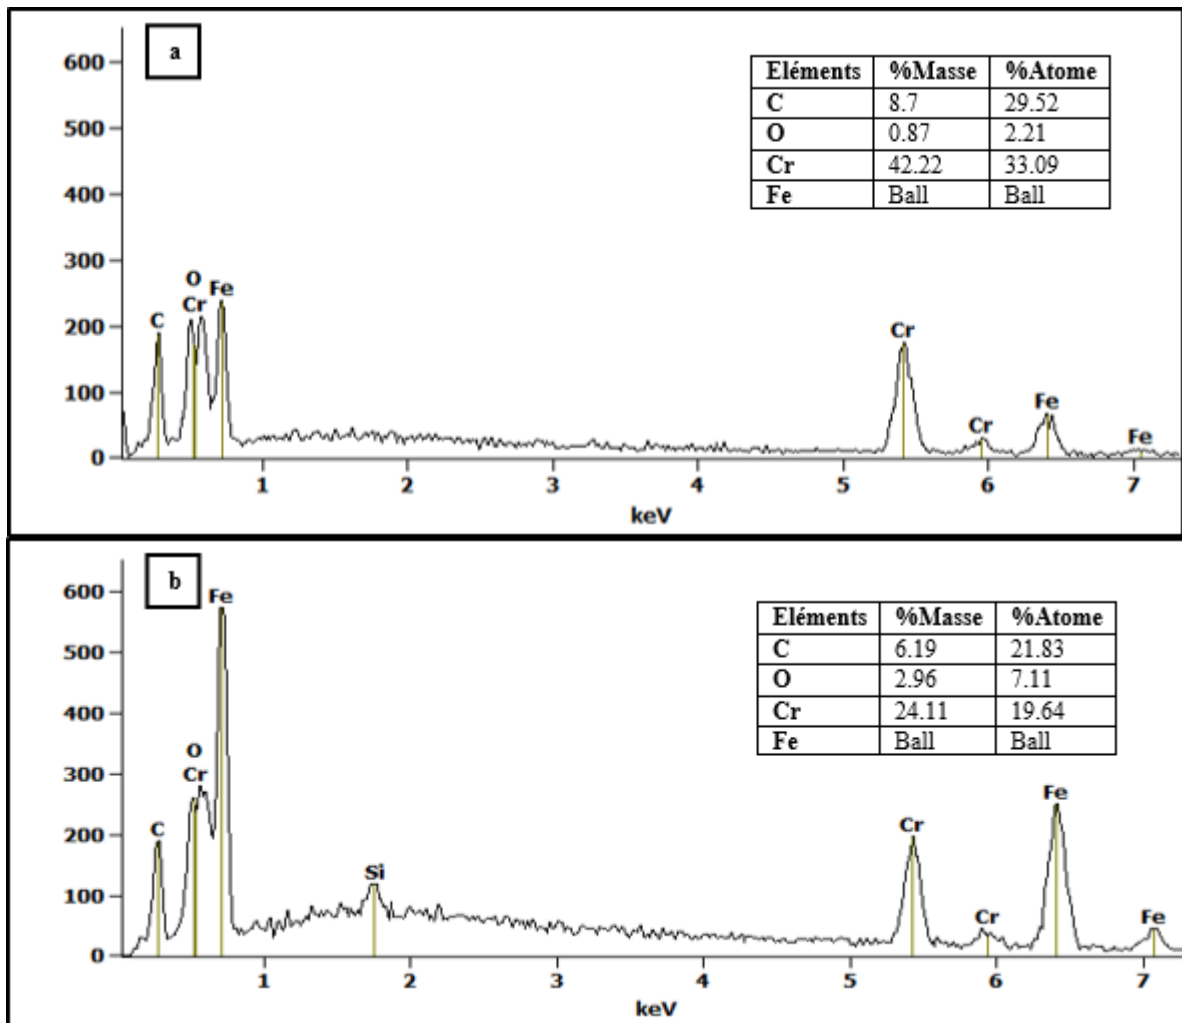 a
600
500
400
300
200
100
0
Eléments %Masse %Atome
C 8.7 29.52
O 0.87 2.21
Cr 42.22 33.09
Fe Ball Ball
C
O
Cr
Fe
Cr
Cr
Fe
Fe
1 2 3 4 5 6 7
keV
b
600
500
400
300
200
100
0
Eléments %Masse %Atome
C 6.19 21.83
O 2.96 7.11
Cr 24.11 19.64
Fe Ball Ball
Fe
O
Cr
C
Si
Cr
Cr
Fe
Fe
1 2 3 4 5 6 7
keV